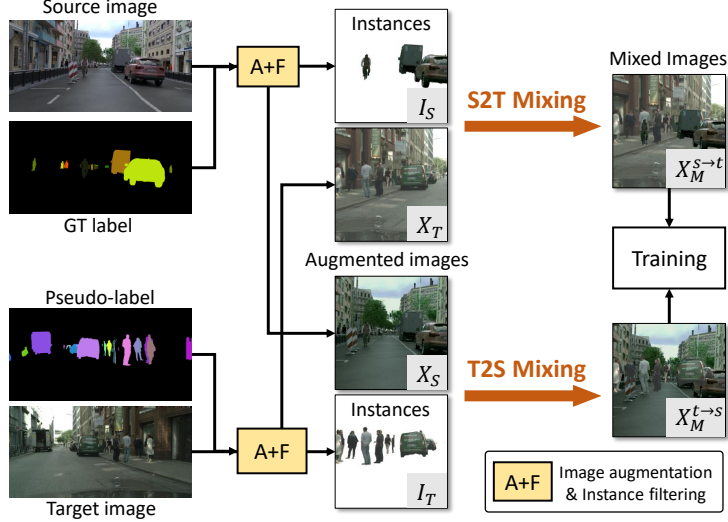 Source image
GT label
Pseudo-label
Target image
A+F
A+F
Instances
I_S
X_T
Augmented images
X_S
Instances
I_T
S2T Mixing
T2S Mixing
Mixed Images
X_M^{s→t}
Training
X_M^{t→s}
A+F
Image augmentation
& Instance filtering